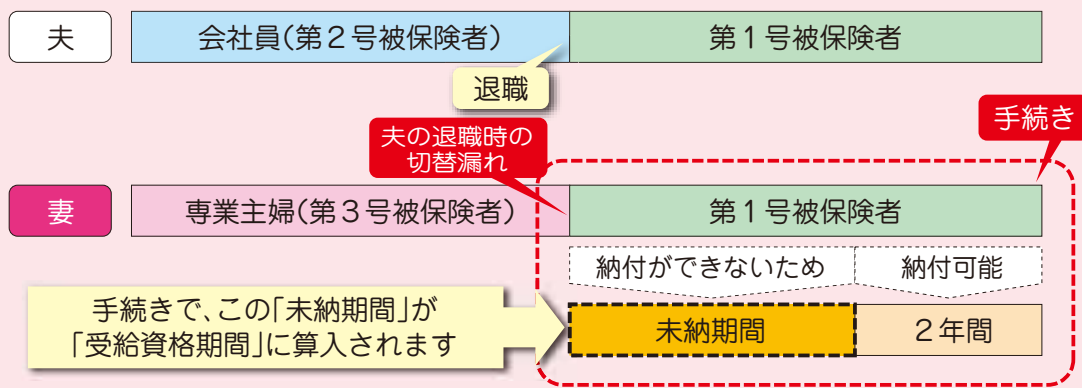 夫
会社員(第2号被保険者)
第1号被保険者
退職
夫の退職時の
切替漏れ
手続き
妻
専業主婦(第3号被保険者)
第1号被保険者
納付ができないため
納付可能
手続きで、この「未納期間」が
「受給資格期間」に算入されます
未納期間
2年間